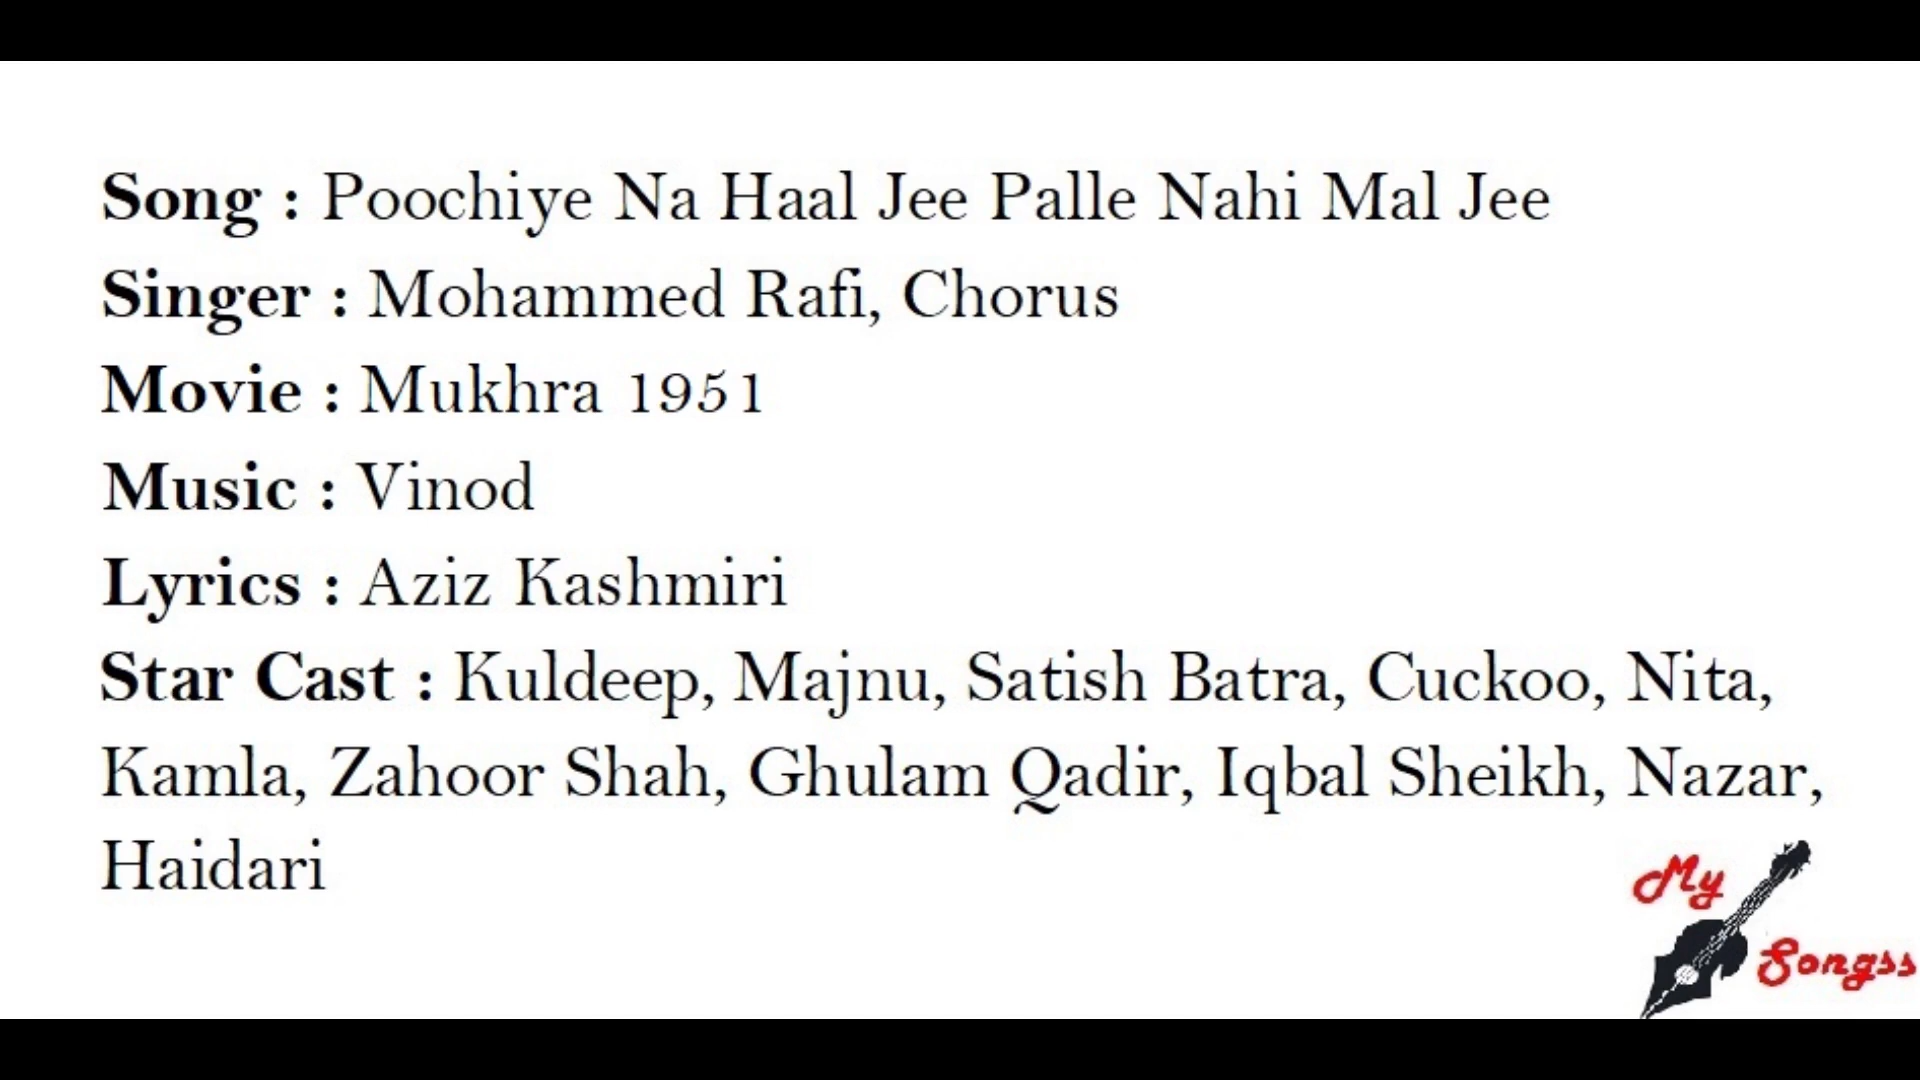 Song : Poochiye Na Haal Jee Palle Nahi Mal Jee
Singer : Mohammed Rafi, Chorus
Movie : Mukhra 1951
Music : Vinod
Lyrics : Aziz Kashmiri
Star Cast : Kuldeep, Majnu, Satish Batra, Cuckoo, Nita,
Kamla, Zahoor Shah, Ghulam Qadir, Iqbal Sheikh, Nazar,
Haidari
My
Songss